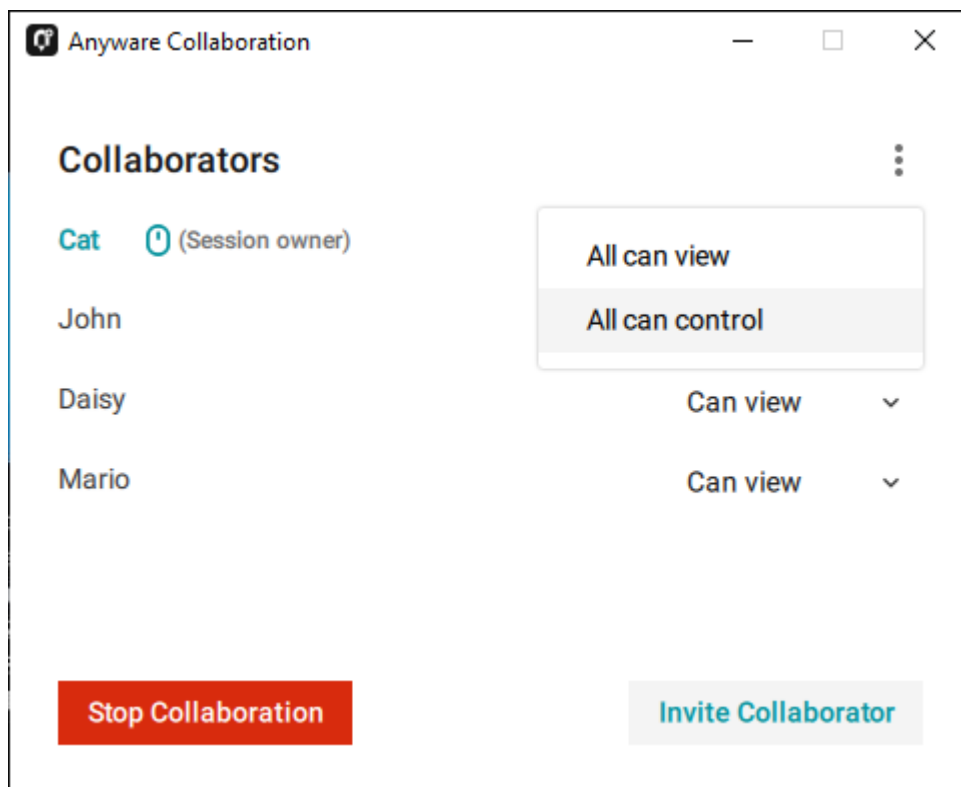 Anyware Collaboration
Collaborators
Cat (Session owner)
All can view
John
All can control
Daisy
Can view
Mario
Can view
Stop Collaboration
Invite Collaborator